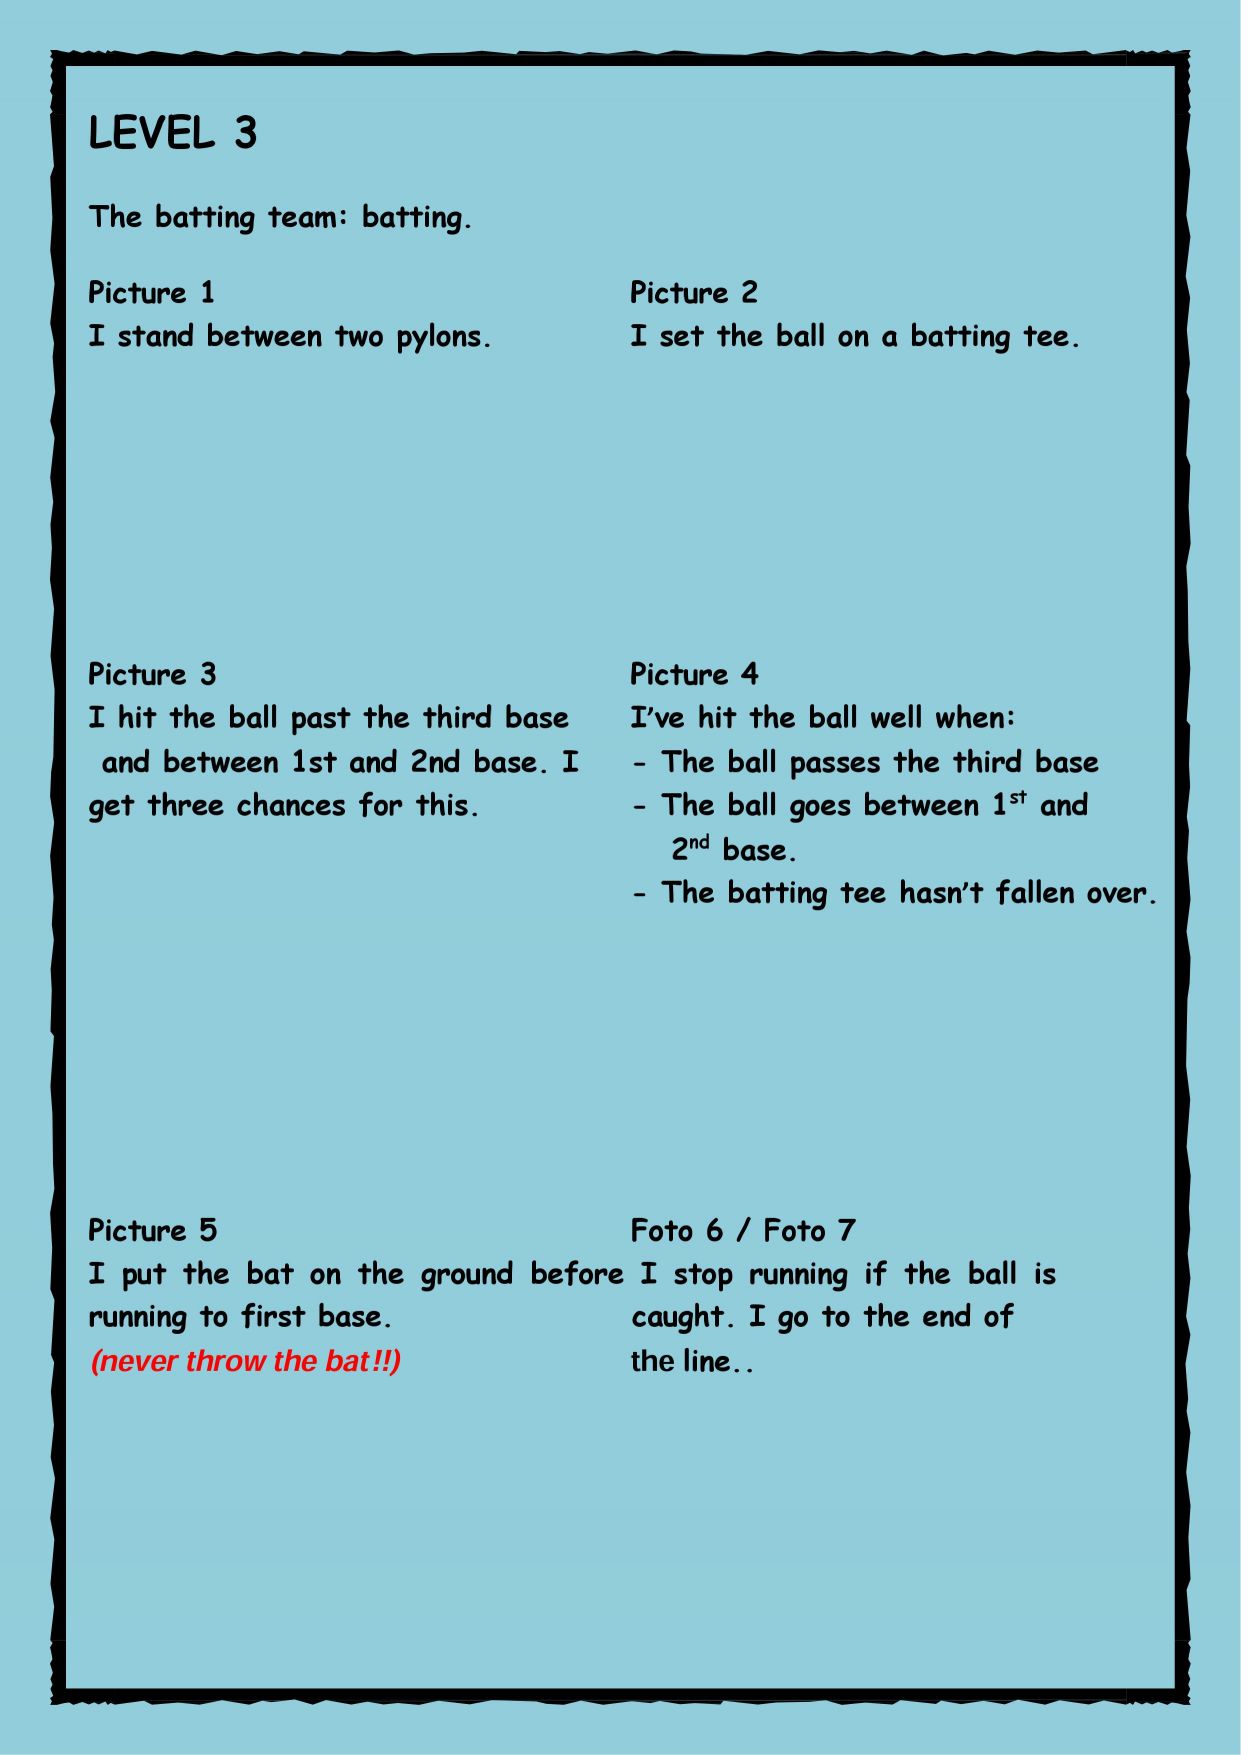 LEVEL 3
The batting team: batting.
Picture 1
I stand between two pylons.
Picture 2
I set the ball on a batting tee.
Picture 3
I hit the ball past the third base
and between 1st and 2nd base. I
get three chances for this.
Picture 4
I’ve hit the ball well when:
- The ball passes the third base
- The ball goes between 1st and
2nd base.
- The batting tee hasn’t fallen over.
Picture 5
I put the bat on the ground before
running to first base.
(never throw the bat!!)
Foto 6 / Foto 7
I stop running if the ball is
caught. I go to the end of
the line..